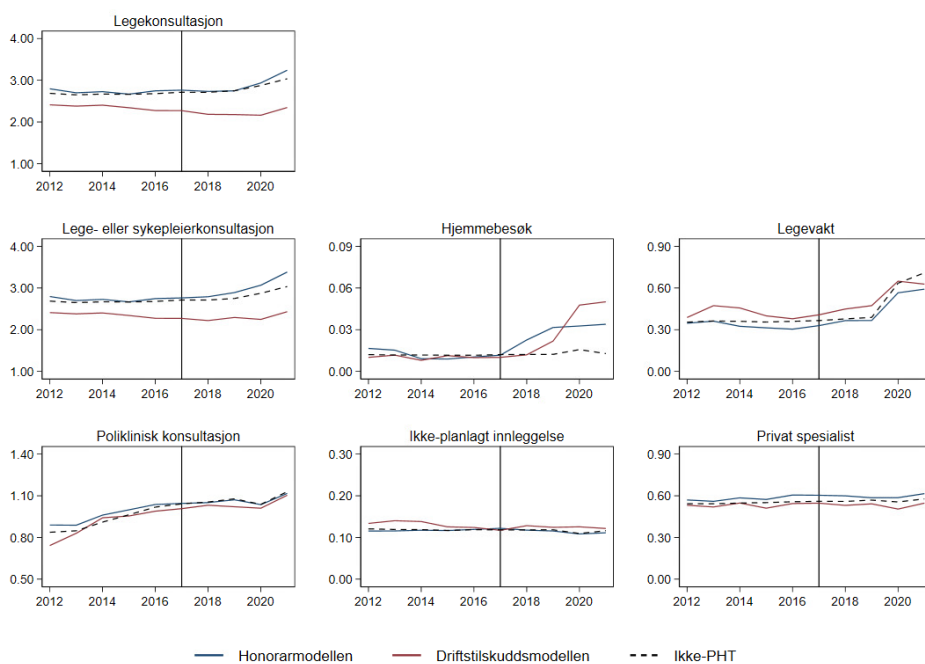 Legekonsultasjon
4.00
3.00
2.00
1.00
2012 2014 2016 2018 2020
Lege- eller sykepleierkonsultasjon
4.00
3.00
2.00
1.00
2012 2014 2016 2018 2020
Hjemmebesøk
0.09
0.06
0.03
0.00
2012 2014 2016 2018 2020
Legevakt
0.90
0.60
0.30
0.00
2012 2014 2016 2018 2020
Poliklinisk konsultasjon
1.40
1.10
0.80
0.50
2012 2014 2016 2018 2020
Ikke-planlagt innleggelse
0.30
0.20
0.10
0.00
2012 2014 2016 2018 2020
Privat spesialist
0.90
0.60
0.30
0.00
2012 2014 2016 2018 2020
Honorarmodellen Driftstilskuddsmodellen Ikke-PHT